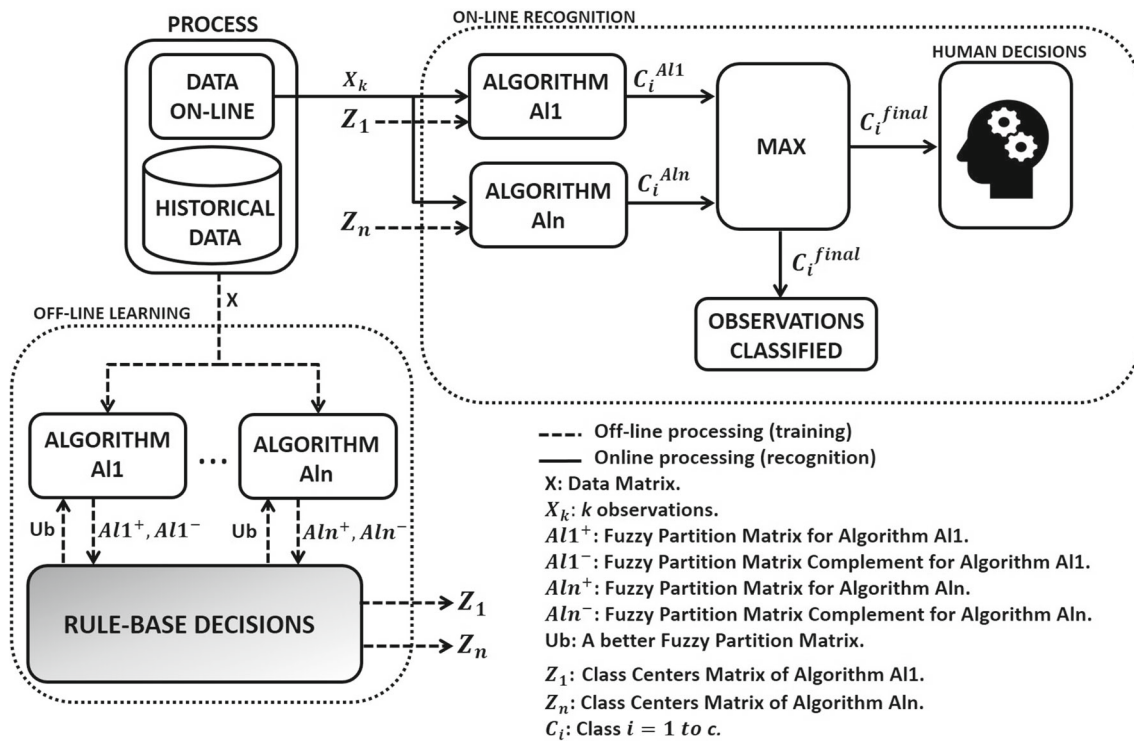 PROCESS
DATA
ON-LINE
HISTORICAL
DATA
X
ON-LINE RECOGNITION
X_k
Z_1
Z_n
ALGORITHM
Al1
ALGORITHM
Aln
C_i^{Al1}
C_i^{Aln}
MAX
C_i^{final}
HUMAN DECISIONS
C_i^{final}
OBSERVATIONS
CLASSIFIED
OFF-LINE LEARNING
ALGORITHM
Al1
...
ALGORITHM
Aln
Ub
Al1^+, Al1^-
Ub
Aln^+, Aln^-
RULE-BASE DECISIONS
Z_1
Z_n
Off-line processing (training)
Online processing (recognition)
X: Data Matrix.
X_k: k observations.
Al1^+: Fuzzy Partition Matrix for Algorithm Al1.
Al1^-: Fuzzy Partition Matrix Complement for Algorithm Al1.
Aln^+: Fuzzy Partition Matrix for Algorithm Aln.
Aln^-: Fuzzy Partition Matrix Complement for Algorithm Aln.
Ub: A better Fuzzy Partition Matrix.
Z_1: Class Centers Matrix of Algorithm Al1.
Z_n: Class Centers Matrix of Algorithm Aln.
C_i: Class i = 1 to c.